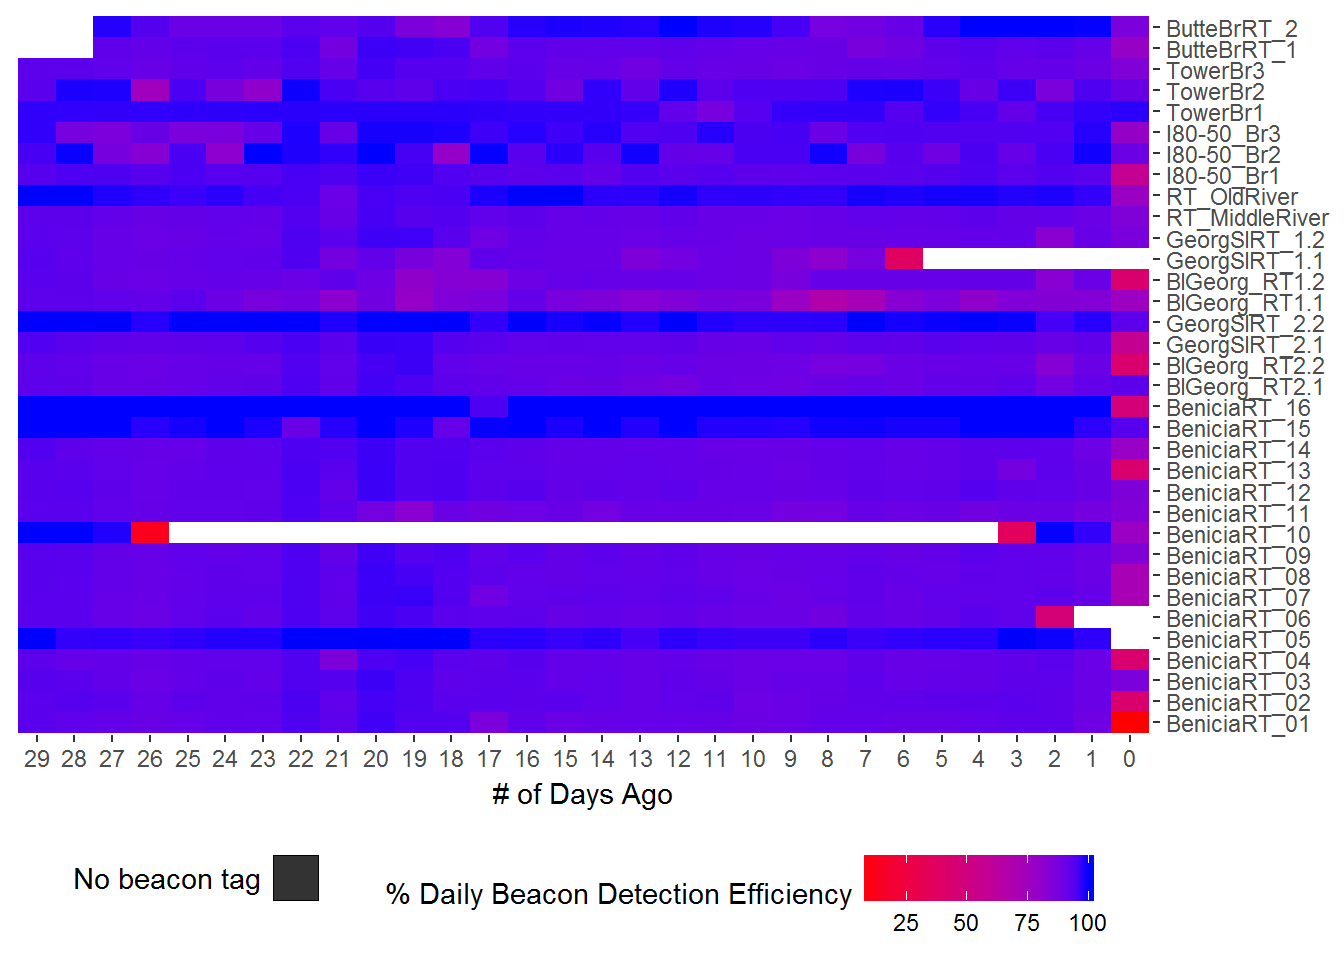 ButteBrRT_2
ButteBrRT_1
TowerBr3
TowerBr2
TowerBr1
I80-50_Br3
I80-50_Br2
I80-50_Br1
RT_OldRiver
RT_MiddleRiver
GeorgSlRT_1.2
GeorgSlRT_1.1
BlGeorg_RT1.2
BlGeorg_RT1.1
GeorgSlRT_2.2
GeorgSlRT_2.1
BlGeorg_RT2.2
BlGeorg_RT2.1
BeniciaRT_16
BeniciaRT_15
BeniciaRT_14
BeniciaRT_13
BeniciaRT_12
BeniciaRT_11
BeniciaRT_10
BeniciaRT_09
BeniciaRT_08
BeniciaRT_07
BeniciaRT_06
BeniciaRT_05
BeniciaRT_04
BeniciaRT_03
BeniciaRT_02
BeniciaRT_01
29 28 27 26 25 24 23 22 21 20 19 18 17 16 15 14 13 12 11 10 9 8 7 6 5 4 3 2 1 0
# of Days Ago
No beacon tag
% Daily Beacon Detection Efficiency
25 50 75 100